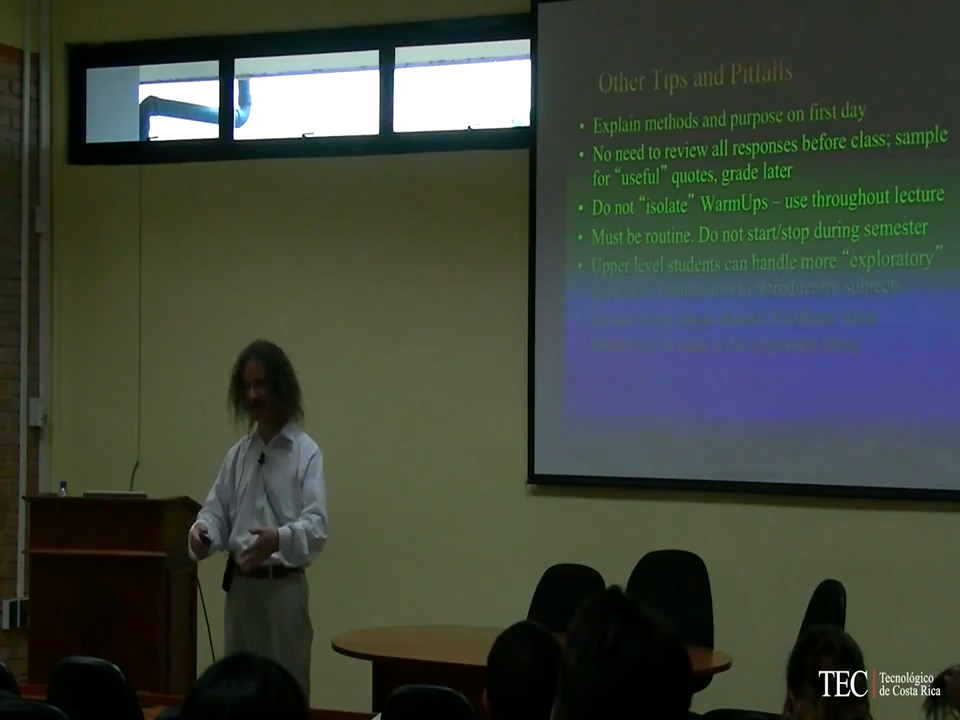 Other Tips and Pitfalls
• Explain methods and purpose on first day
• No need to review all responses before class; sample
for “useful” quotes, grade later
• Do not “isolate” WarmUps – use throughout lecture
• Must be routine. Do not start/stop during semester
• Upper level students can handle more “exploratory”
introductory subjects
TEC | Tecnológico
de Costa Rica